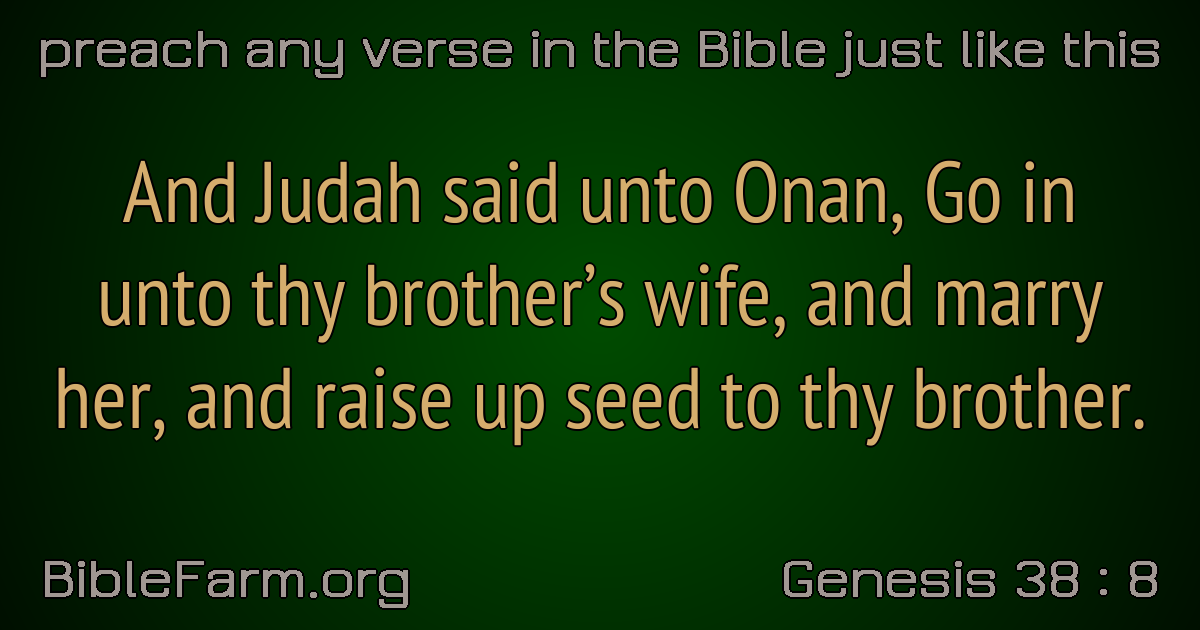 preach any verse in the Bible just like this
And Judah said unto Onan, Go in
unto thy brother’s wife, and marry
her, and raise up seed to thy brother.
BibleFarm.org
Genesis 38 : 8